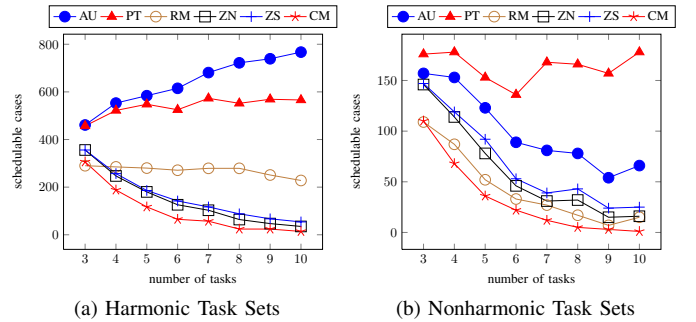 AU PT RM ZN ZS CM
800
600
400
200
0
schedulable cases
3 4 5 6 7 8 9 10
number of tasks
(a) Harmonic Task Sets
AU PT RM ZN ZS CM
150
100
50
0
schedulable cases
3 4 5 6 7 8 9 10
number of tasks
(b) Nonharmonic Task Sets